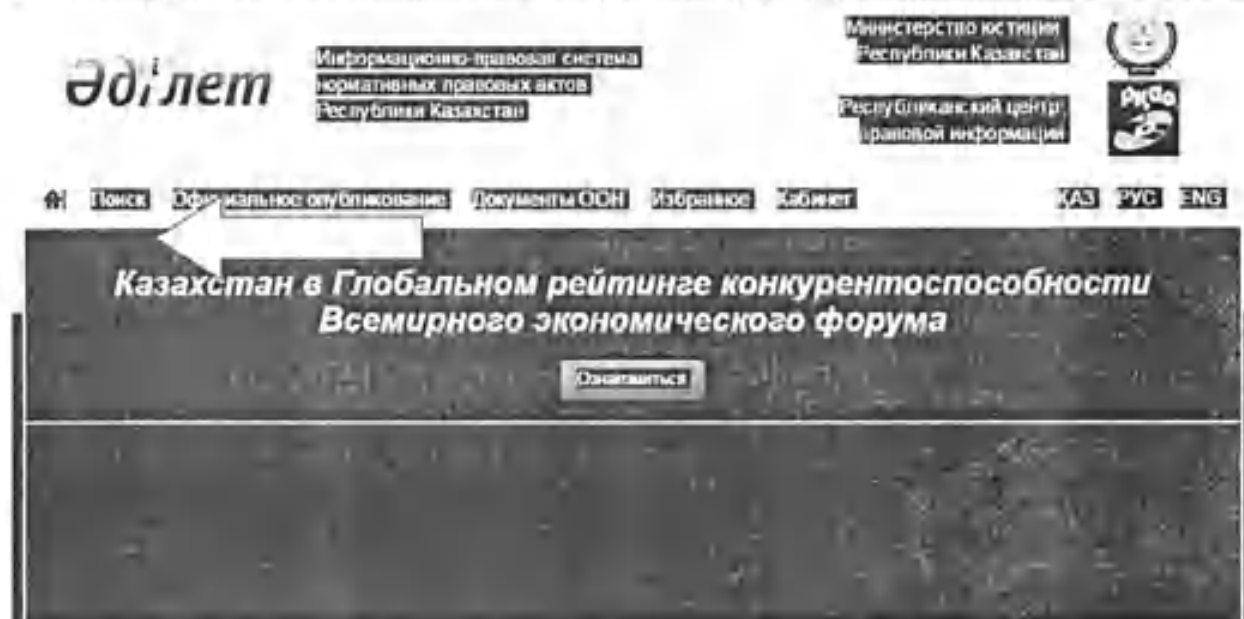 Әділет
Информационно-правовая система
нормативных правовых актов
Республики Казахстан
Министерство юстиции
Республики Казахстан
Республиканский центр
правовой информации
РҚАО
Поиск Официальное опубликование Документы ООН Избранное Кабинет ҚАЗ РУС ENG
Казахстан в Глобальном рейтинге конкурентоспособности
Всемирного экономического форума
Ознакомиться